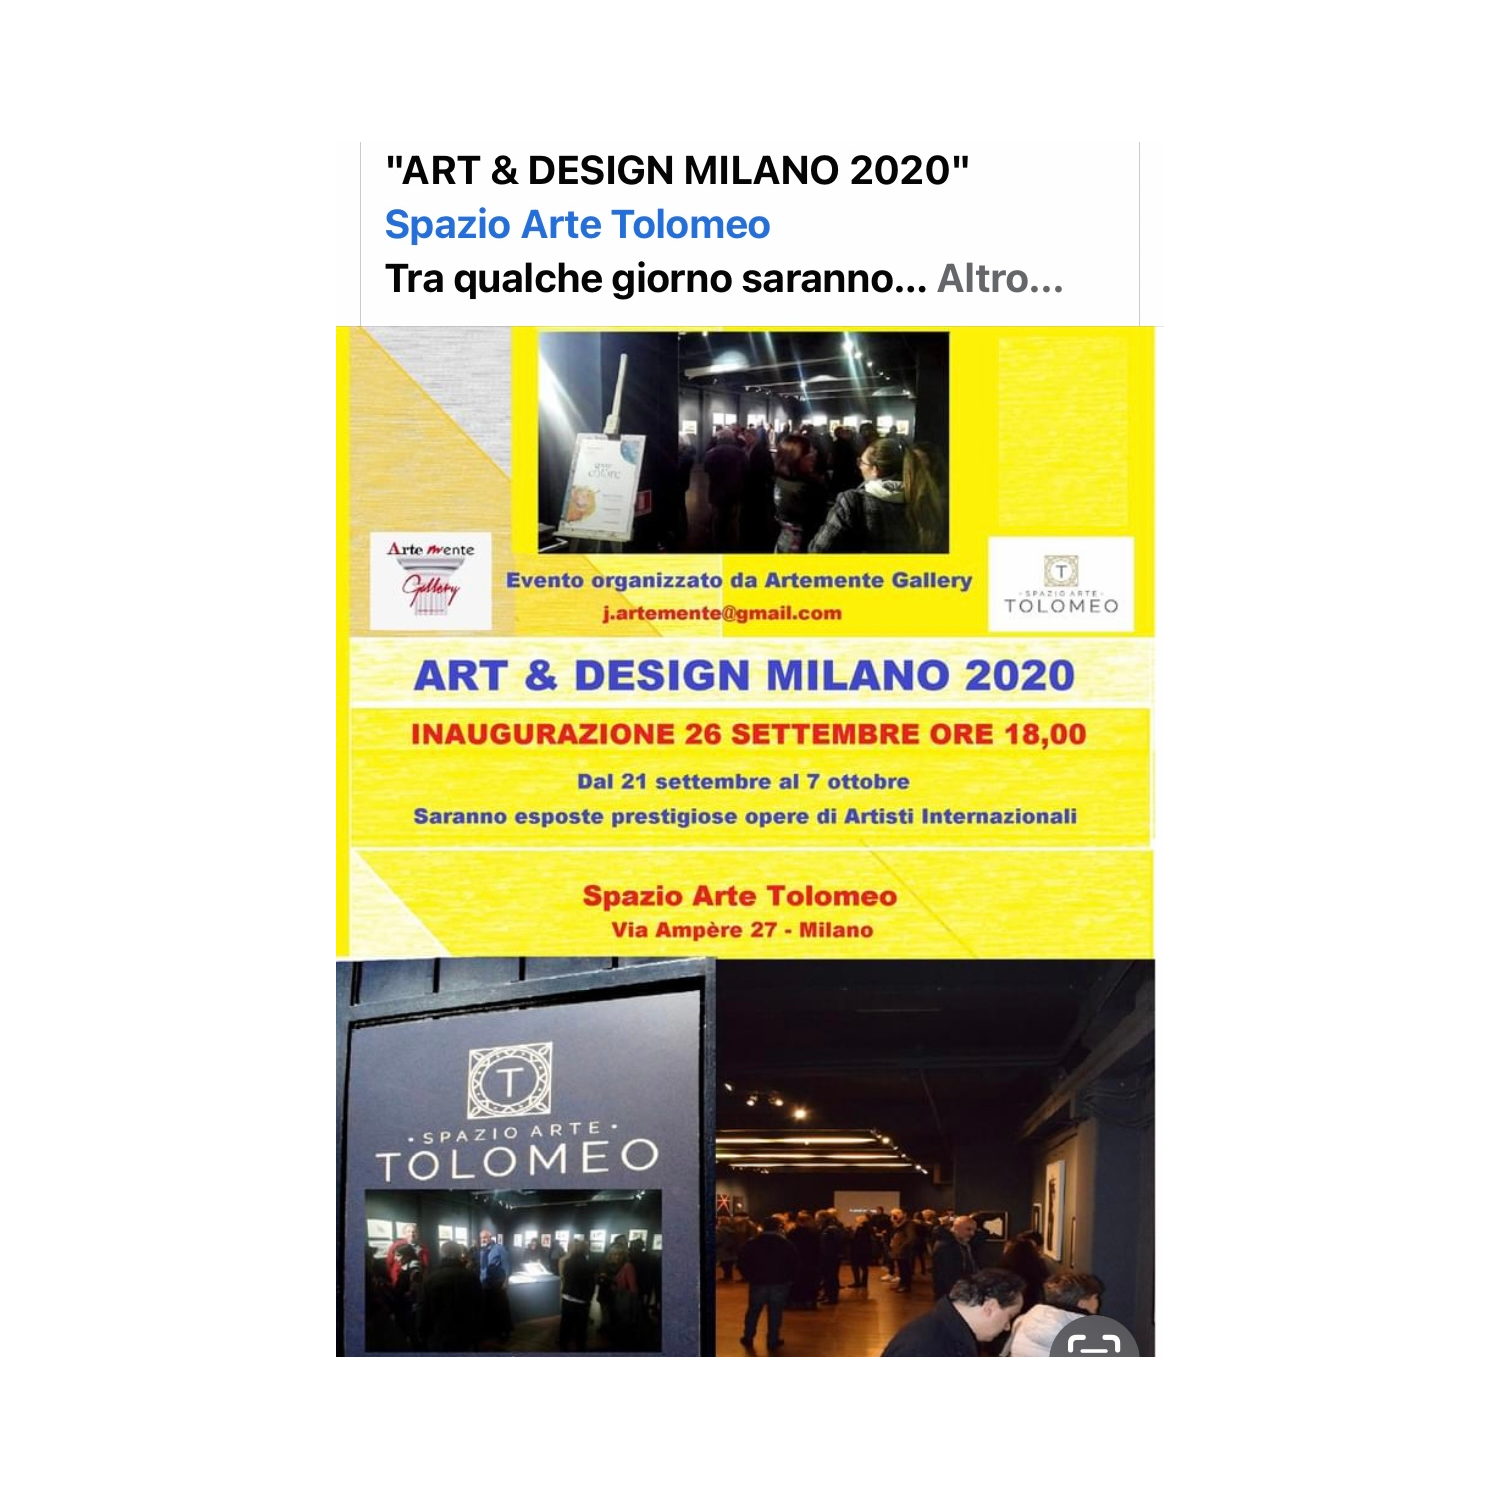 "ART & DESIGN MILANO 2020"
Spazio Arte Tolomeo
Tra qualche giorno saranno... Altro...
Arte mente
Gallery
Evento organizzato da Artemente Gallery
j.artemente@gmail.com
T
· SPAZIO ARTE ·
TOLOMEO
ART & DESIGN MILANO 2020
INAUGURAZIONE 26 SETTEMBRE ORE 18,00
Dal 21 settembre al 7 ottobre
Saranno esposte prestigiose opere di Artisti Internazionali
Spazio Arte Tolomeo
Via Ampère 27 - Milano
T
· SPAZIO ARTE ·
TOLOMEO